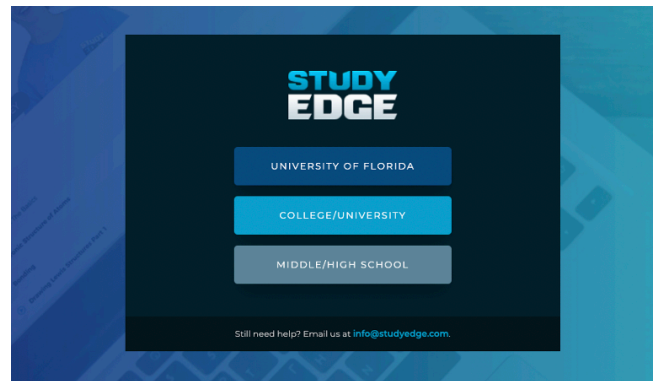 STUDY
EDGE
UNIVERSITY OF FLORIDA
COLLEGE/UNIVERSITY
MIDDLE/HIGH SCHOOL
Still need help? Email us at info@studyedge.com.